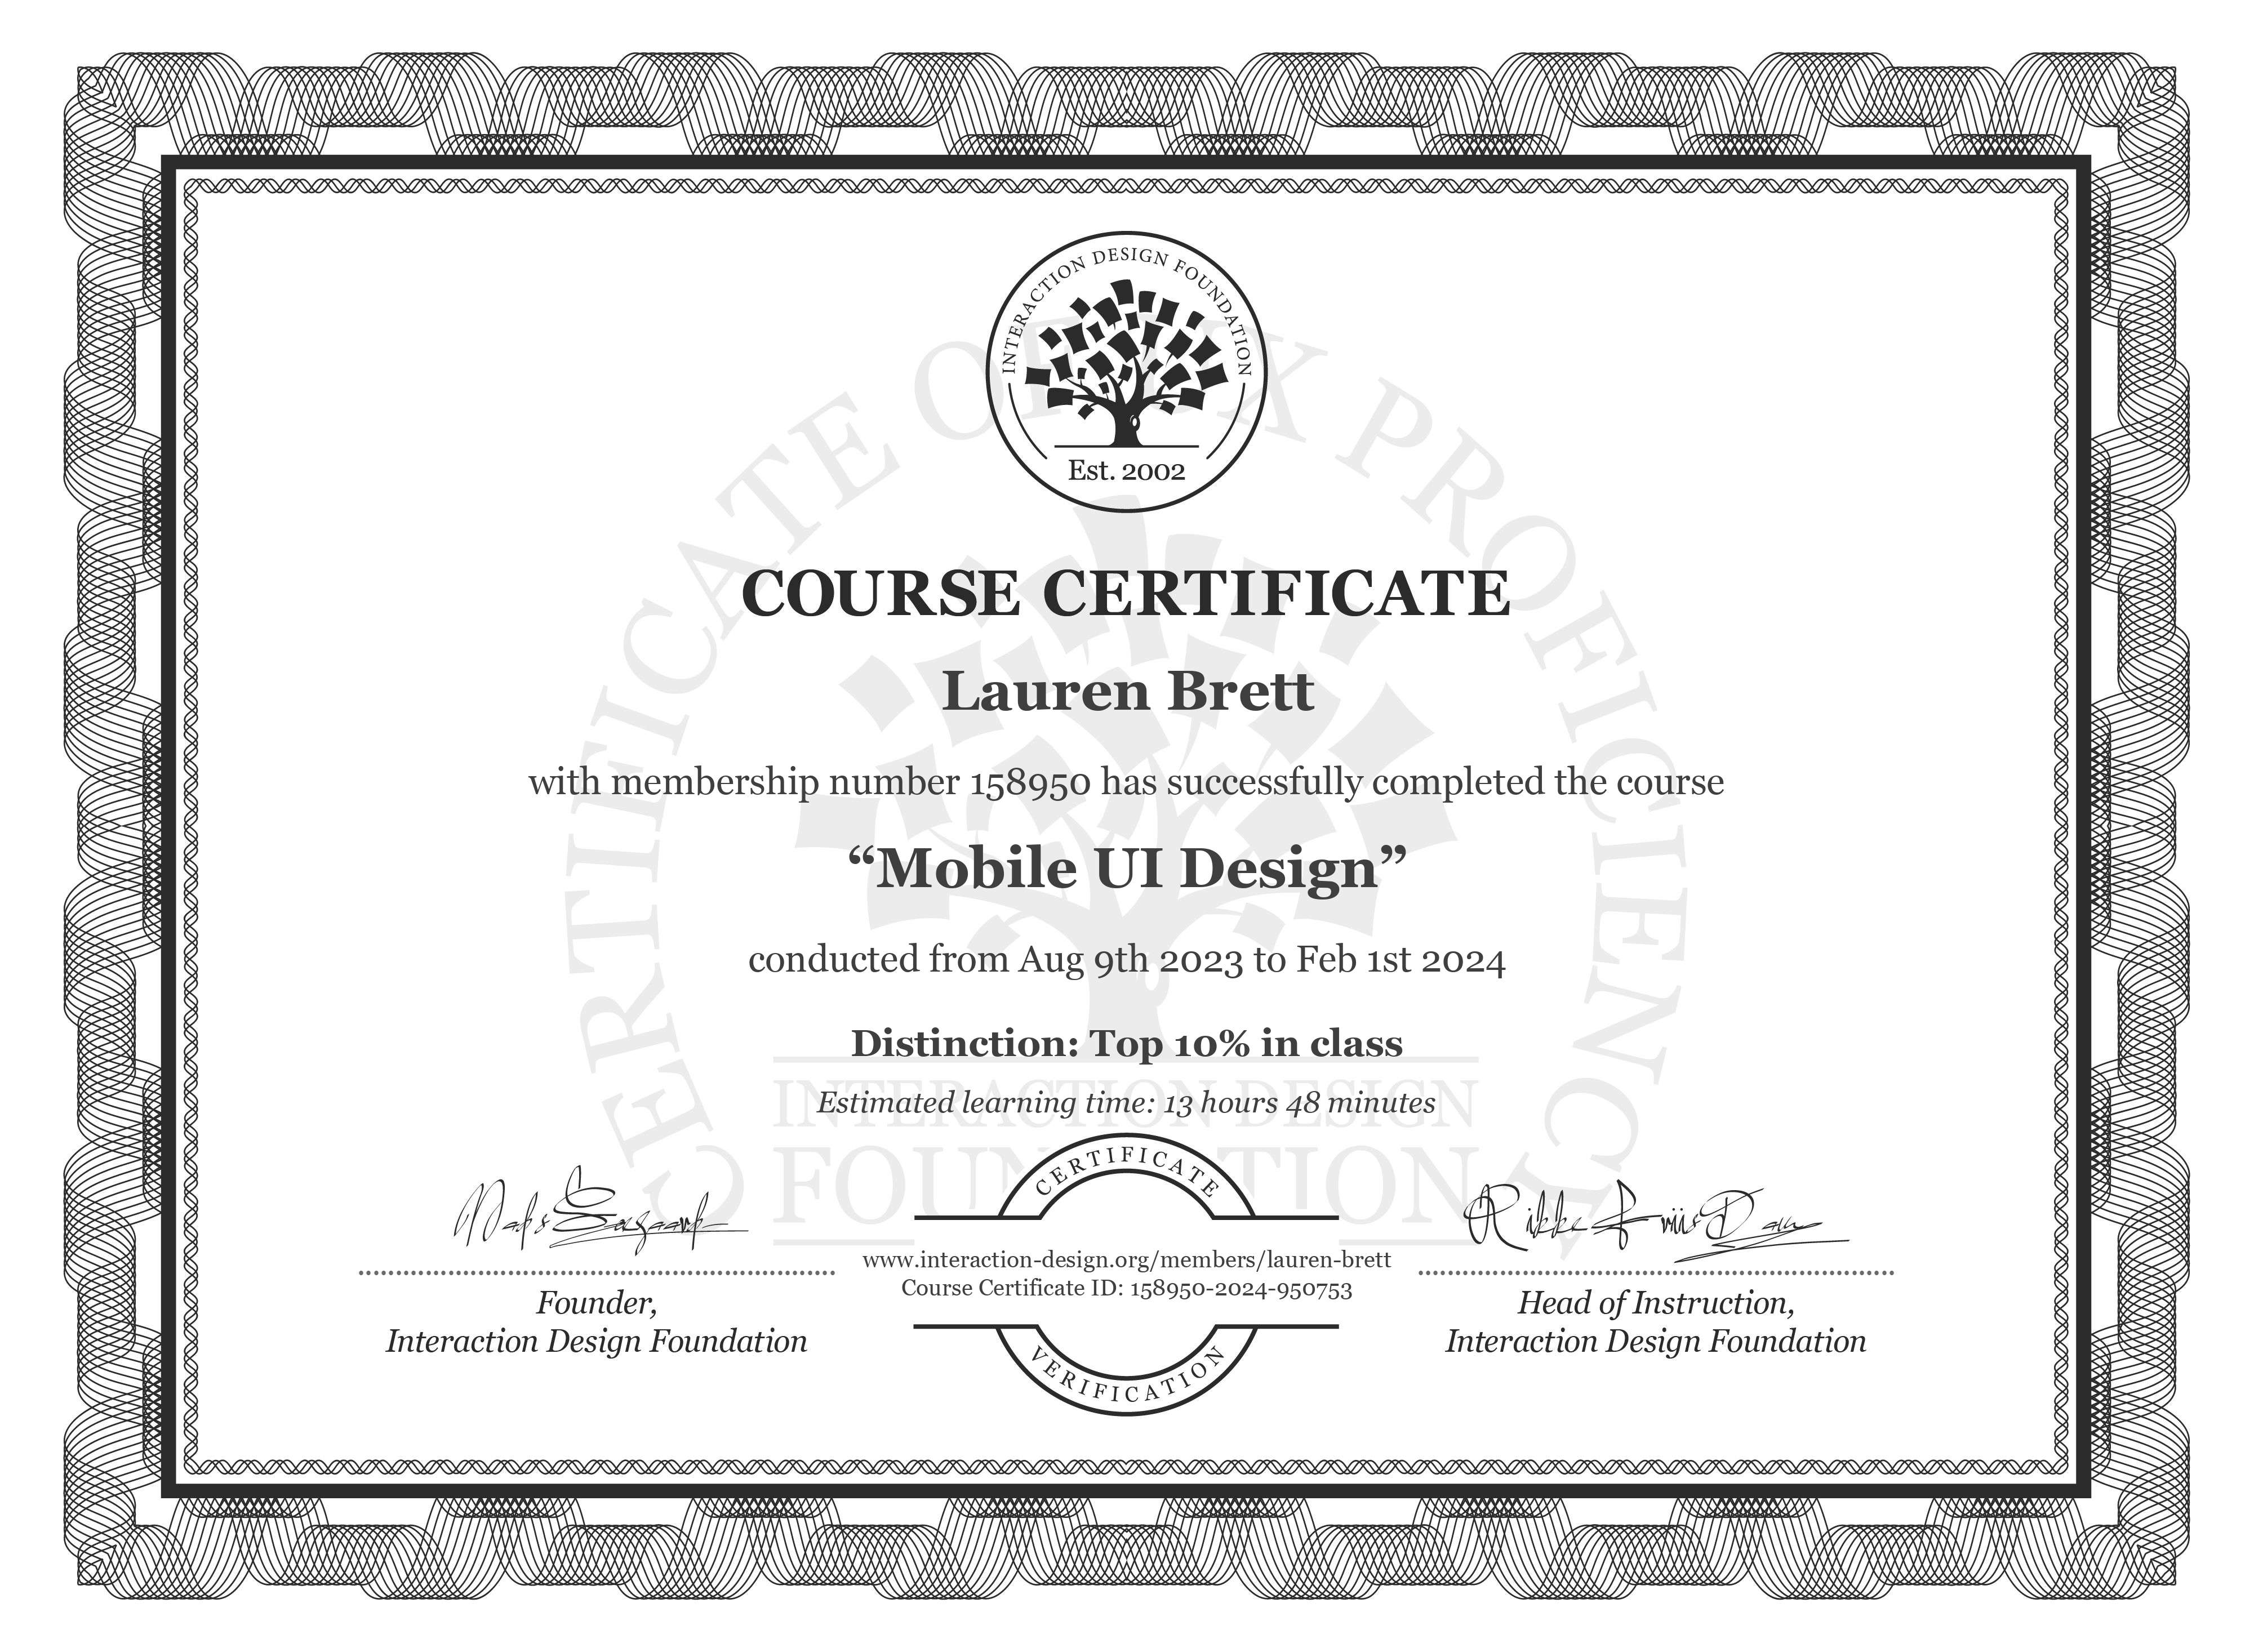 INTERACTION DESIGN FOUNDATION
Est. 2002
CERTIFICATE OF UX PROFICIENCY
COURSE CERTIFICATE
Lauren Brett
with membership number 158950 has successfully completed the course
“Mobile UI Design”
conducted from Aug 9th 2023 to Feb 1st 2024
Distinction: Top 10% in class
INTERACTION DESIGN
FOUNDATION
Estimated learning time: 13 hours 48 minutes
CERTIFICATE
www.interaction-design.org/members/lauren-brett
Course Certificate ID: 158950-2024-950753
VERIFICATION
Mads Soegaard
Founder,
Interaction Design Foundation
Rikke Friis Dam
Head of Instruction,
Interaction Design Foundation